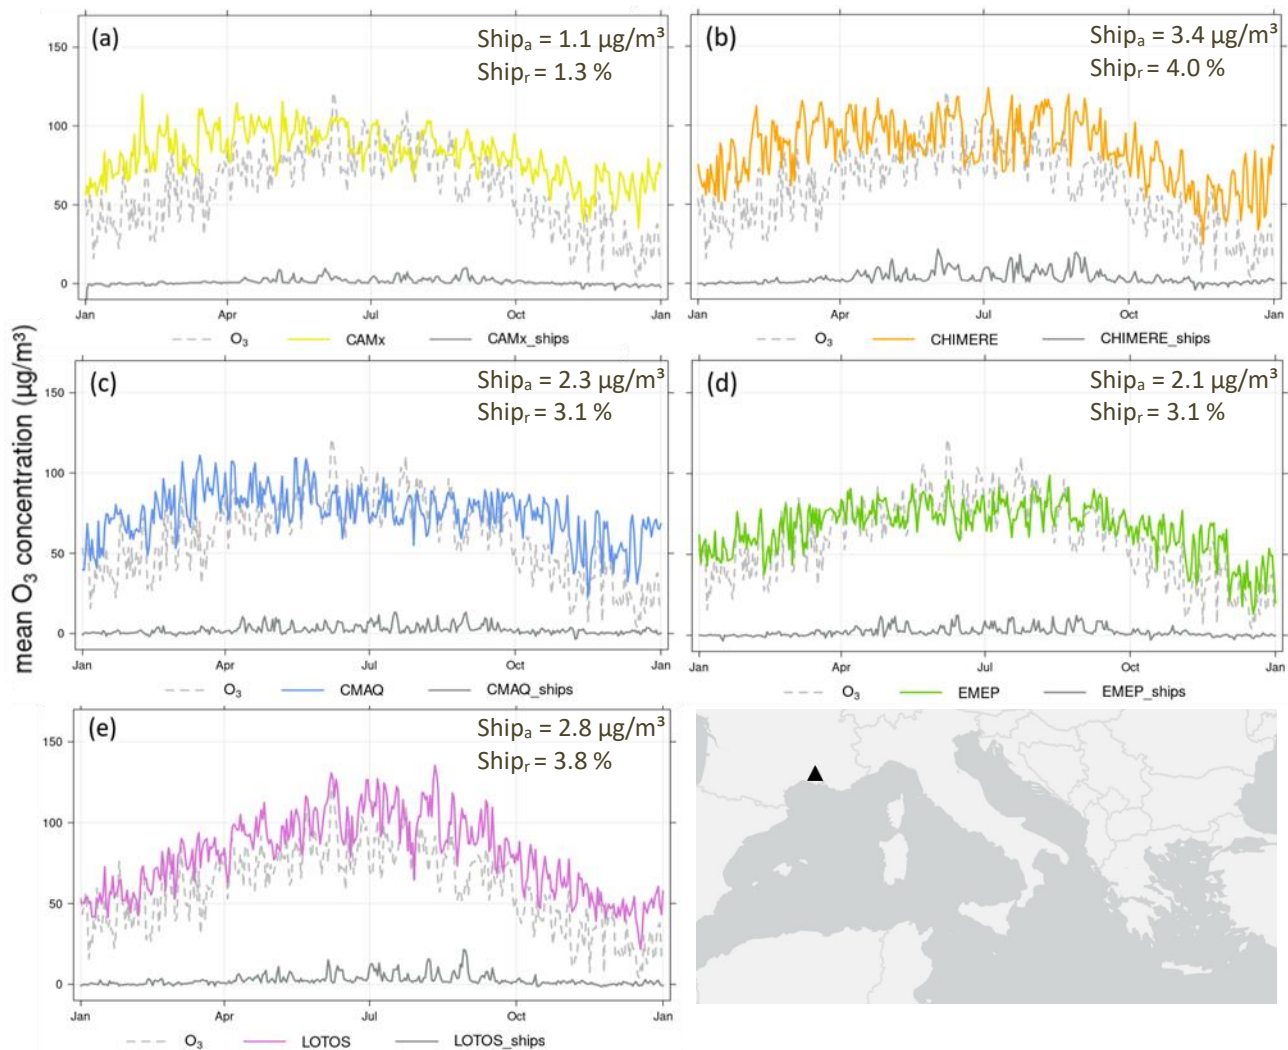 (a)
Shipₐ = 1.1 µg/m³
Shipᵣ = 1.3 %
150
100
50
0
Jan Apr Jul Oct Jan
O₃ CAMx CAMx_ships
(b)
Shipₐ = 3.4 µg/m³
Shipᵣ = 4.0 %
Jan Apr Jul Oct Jan
O₃ CHIMERE CHIMERE_ships
mean O₃ concentration (µg/m³)
(c)
Shipₐ = 2.3 µg/m³
Shipᵣ = 3.1 %
150
100
50
0
Jan Apr Jul Oct Jan
O₃ CMAQ CMAQ_ships
(d)
Shipₐ = 2.1 µg/m³
Shipᵣ = 3.1 %
Jan Apr Jul Oct Jan
O₃ EMEP EMEP_ships
(e)
Shipₐ = 2.8 µg/m³
Shipᵣ = 3.8 %
150
100
50
0
Jan Apr Jul Oct Jan
O₃ LOTOS LOTOS_ships